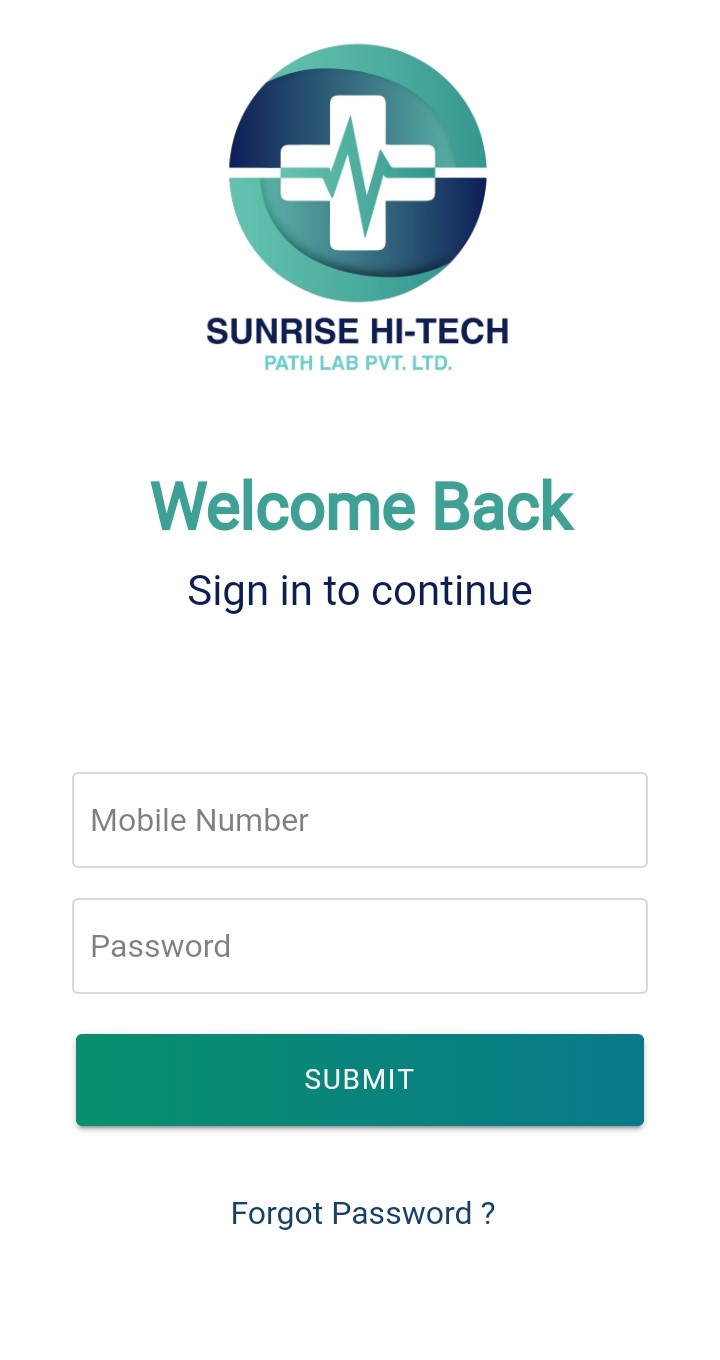 SUNRISE HI-TECH
PATH LAB PVT. LTD.
Welcome Back
Sign in to continue
Mobile Number
Password
SUBMIT
Forgot Password ?